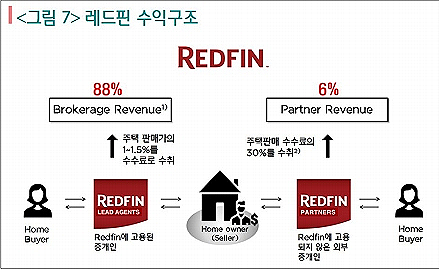 <그림 7> 레드핀 수익구조
REDFIN
88%
Brokerage Revenue1)
6%
Partner Revenue
주택 판매가의
1~1.5%를
수수료로 수취
주택판매 수수료의
30%를 수취2)
Home
Buyer
REDFIN
LEAD AGENTS
Redfin에 고용된
중개인
Home owner
(Seller)
REDFIN
PARTNERS
Redfin에 고용
되지 않은 외부
중개인
Home
Buyer